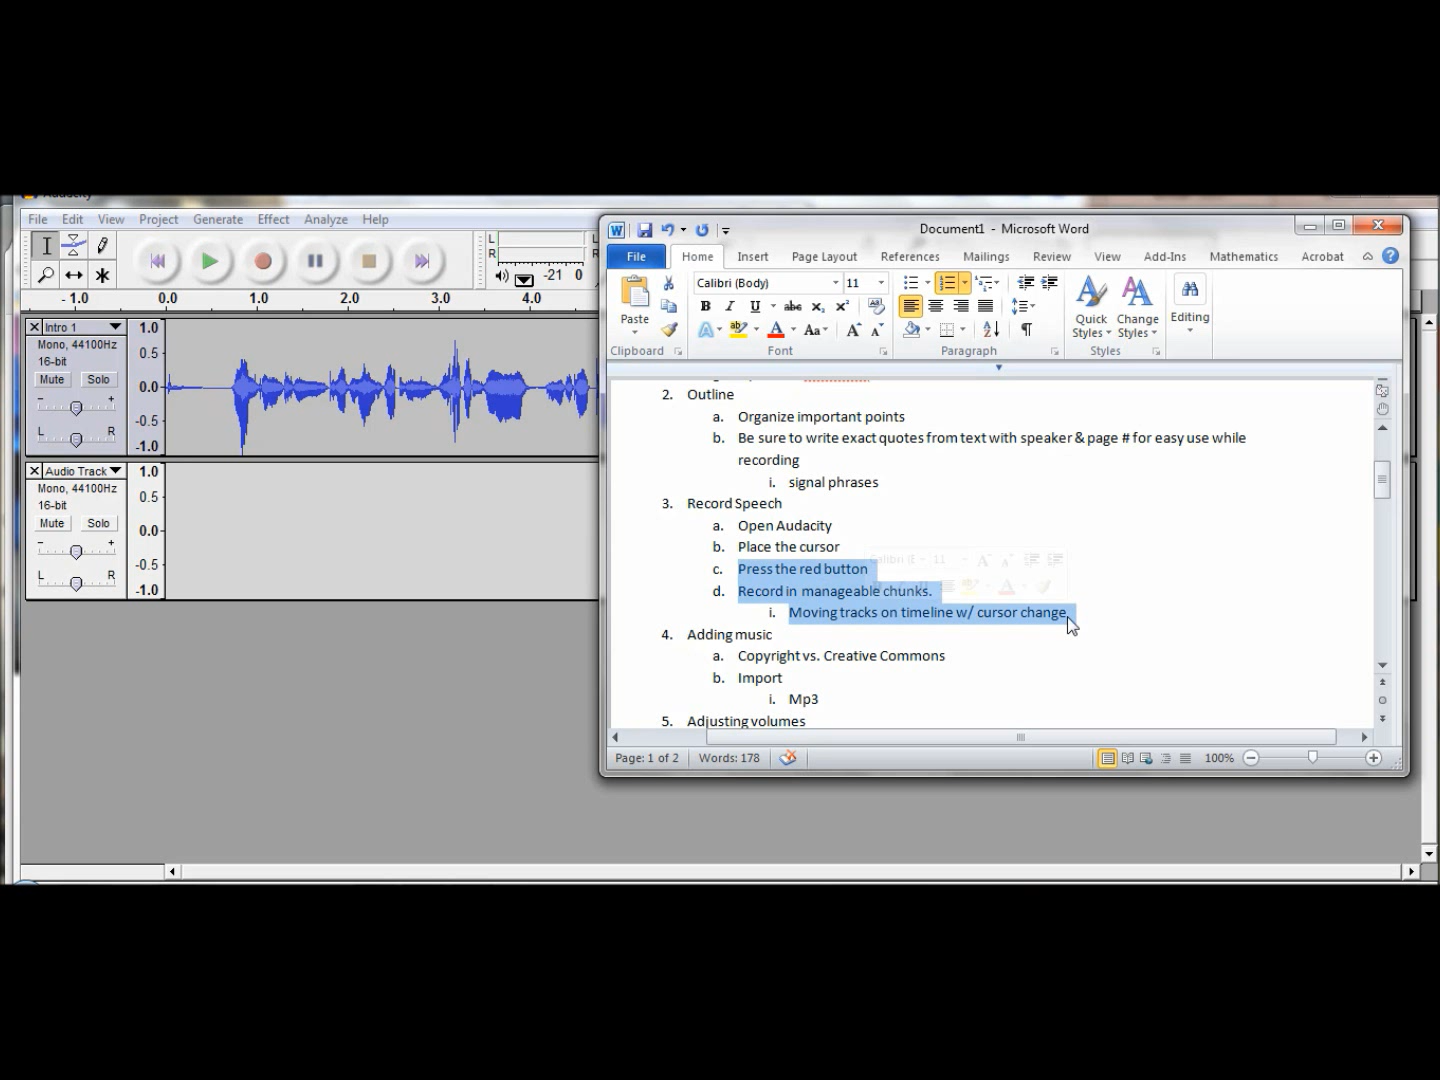 Audacity
File Edit View Project Generate Effect Analyze Help
L
R
-21 0
L
R
- 1.0 0.0 1.0 2.0 3.0 4.0
Intro 1
Mono, 44100Hz
16-bit
Mute Solo
- +
L R
1.0
0.5
0.0
-0.5
-1.0
Audio Track
Mono, 44100Hz
16-bit
Mute Solo
- +
L R
1.0
0.5
0.0
-0.5
-1.0
Document1 - Microsoft Word
File Home Insert Page Layout References Mailings Review View Add-Ins Mathematics Acrobat
Paste
Clipboard
Calibri (Body) 11
B I U abc x₂ x²
A ab A Aa A A
Font
Paragraph
Quick Styles
Change Styles
Styles
Editing
2. Outline
a. Organize important points
b. Be sure to write exact quotes from text with speaker & page # for easy use while
recording
i. signal phrases
3. Record Speech
a. Open Audacity
b. Place the cursor
c. Press the red button
d. Record in manageable chunks.
i. Moving tracks on timeline w/ cursor change.
4. Adding music
a. Copyright vs. Creative Commons
b. Import
i. Mp3
5. Adjusting volumes
Page: 1 of 2 Words: 178 100%